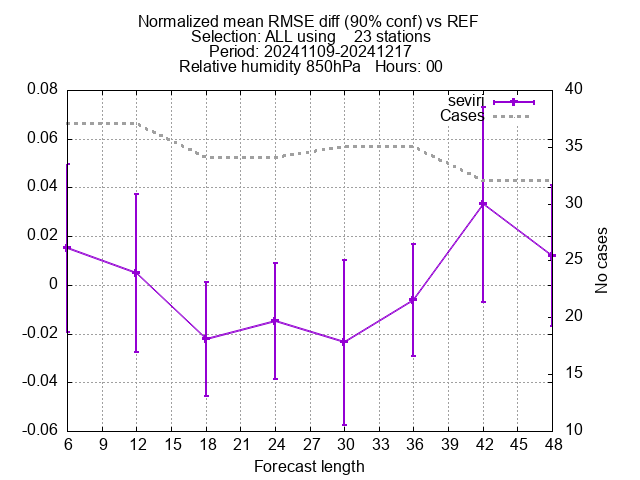 Normalized mean RMSE diff (90% conf) vs REF
Selection: ALL using    23 stations
Period: 20241109-20241217
Relative humidity 850hPa   Hours: 00
seviri
Cases
0.08
0.06
0.04
0.02
0
-0.02
-0.04
-0.06
40
35
30
25
20
15
10
No cases
6 9 12 15 18 21 24 27 30 33 36 39 42 45 48
Forecast length